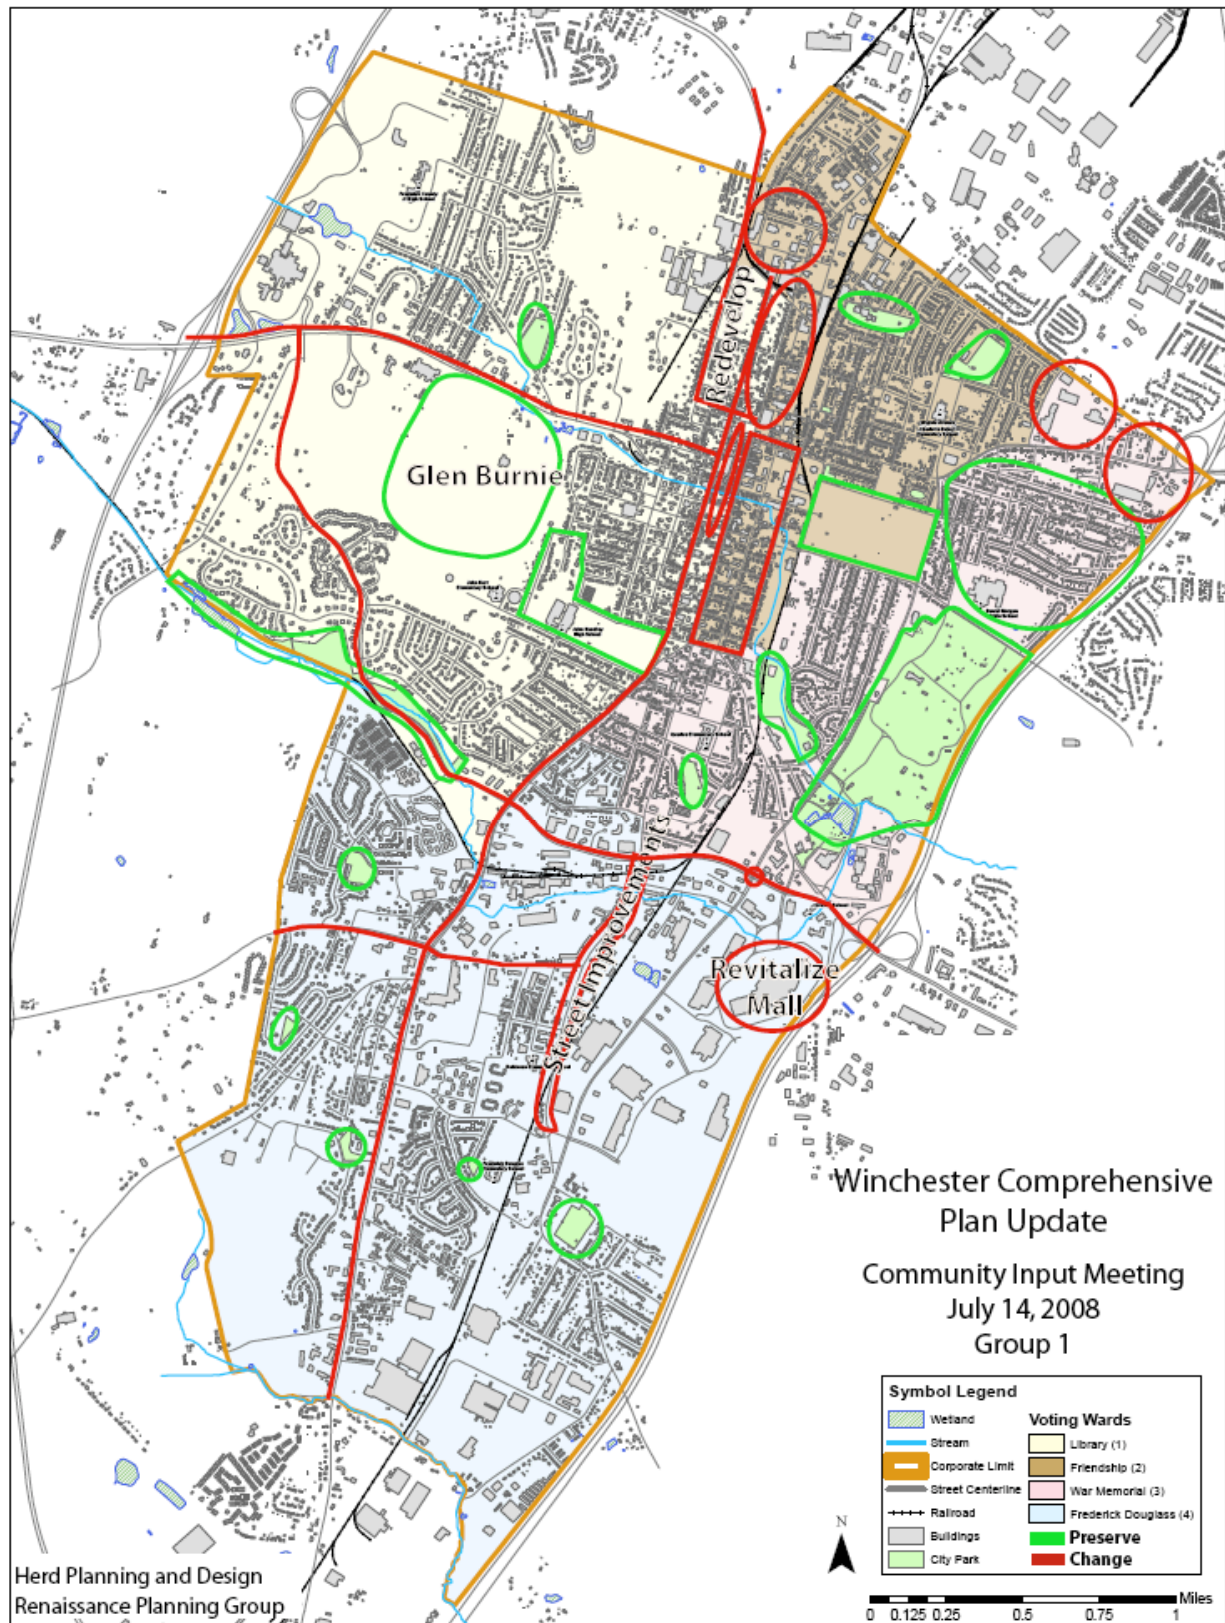 Redevelop
Glen Burnie
Street Improvements
Revitalize
Mall
Winchester Comprehensive
Plan Update
Community Input Meeting
July 14, 2008
Group 1
Symbol Legend
Wetland
Stream
Corporate Limit
Street Centerline
Railroad
Buildings
City Park
Voting Wards
Library (1)
Friendship (2)
War Memorial (3)
Frederick Douglass (4)
Preserve
Change
N
Miles
0 0.125 0.25 0.5 0.75 1
Herd Planning and Design
Renaissance Planning Group